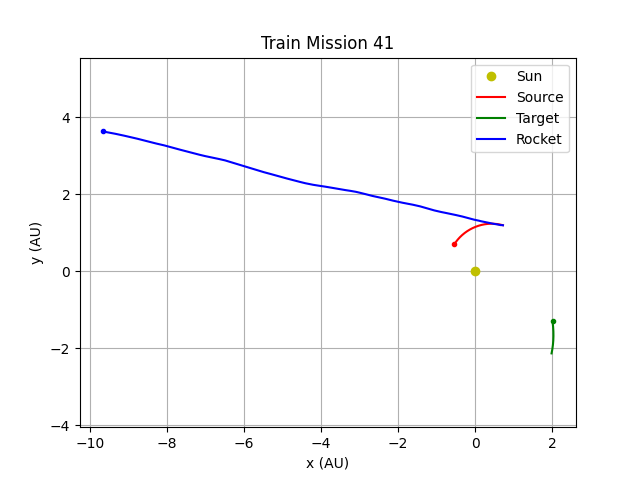 Train Mission 41
Sun
Source
Target
Rocket
4
2
0
−2
−4
y (AU)
−10
−8
−6
−4
−2
0
2
x (AU)